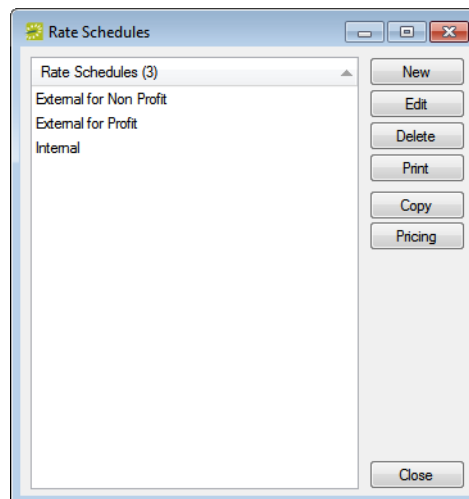 Rate Schedules
Rate Schedules (3)
External for Non Profit
External for Profit
Internal
New
Edit
Delete
Print
Copy
Pricing
Close